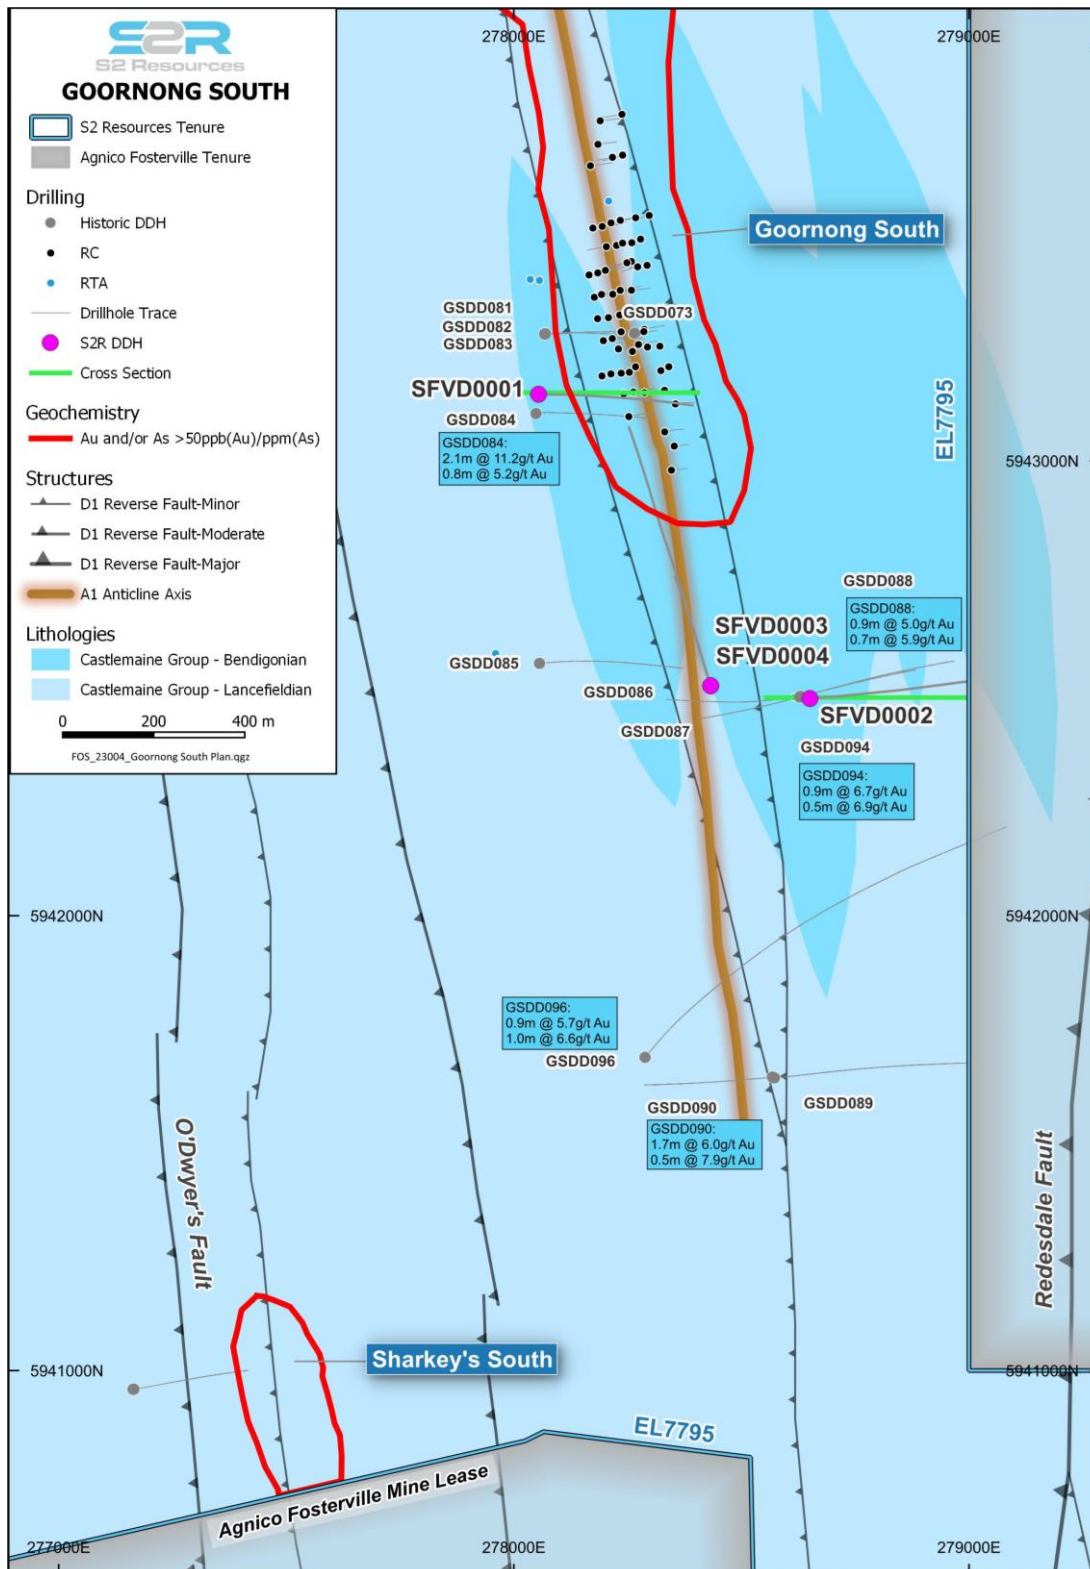 S2R
S2 Resources
GOORNONG SOUTH
S2 Resources Tenure
Agnico Fosterville Tenure
Drilling
Historic DDH
RC
RTA
Drillhole Trace
S2R DDH
Cross Section
Geochemistry
Au and/or As >50ppb(Au)/ppm(As)
Structures
D1 Reverse Fault-Minor
D1 Reverse Fault-Moderate
D1 Reverse Fault-Major
A1 Anticline Axis
Lithologies
Castlemaine Group - Bendigonian
Castlemaine Group - Lancefieldian
0 200 400 m
FOS_23004_Goornong South Plan.qgz
278000E
279000E
Goornong South
GSDD081
GSDD082
GSDD083
GSDD073
SFVD0001
GSDD084
GSDD084:
2.1m @ 11.2g/t Au
0.8m @ 5.2g/t Au
EL7795
5943000N
GSDD088
GSDD088:
0.9m @ 5.0g/t Au
0.7m @ 5.9g/t Au
SFVD0003
SFVD0004
GSDD085
GSDD086
GSDD087
SFVD0002
GSDD094
GSDD094:
0.9m @ 6.7g/t Au
0.5m @ 6.9g/t Au
5942000N
5942000N
GSDD096:
0.9m @ 5.7g/t Au
1.0m @ 6.6g/t Au
GSDD096
GSDD090
GSDD089
GSDD090:
1.7m @ 6.0g/t Au
0.5m @ 7.9g/t Au
O'Dwyer's Fault
Redesdale Fault
Sharkey's South
5941000N
5941000N
EL7795
Agnico Fosterville Mine Lease
277000E
278000E
279000E